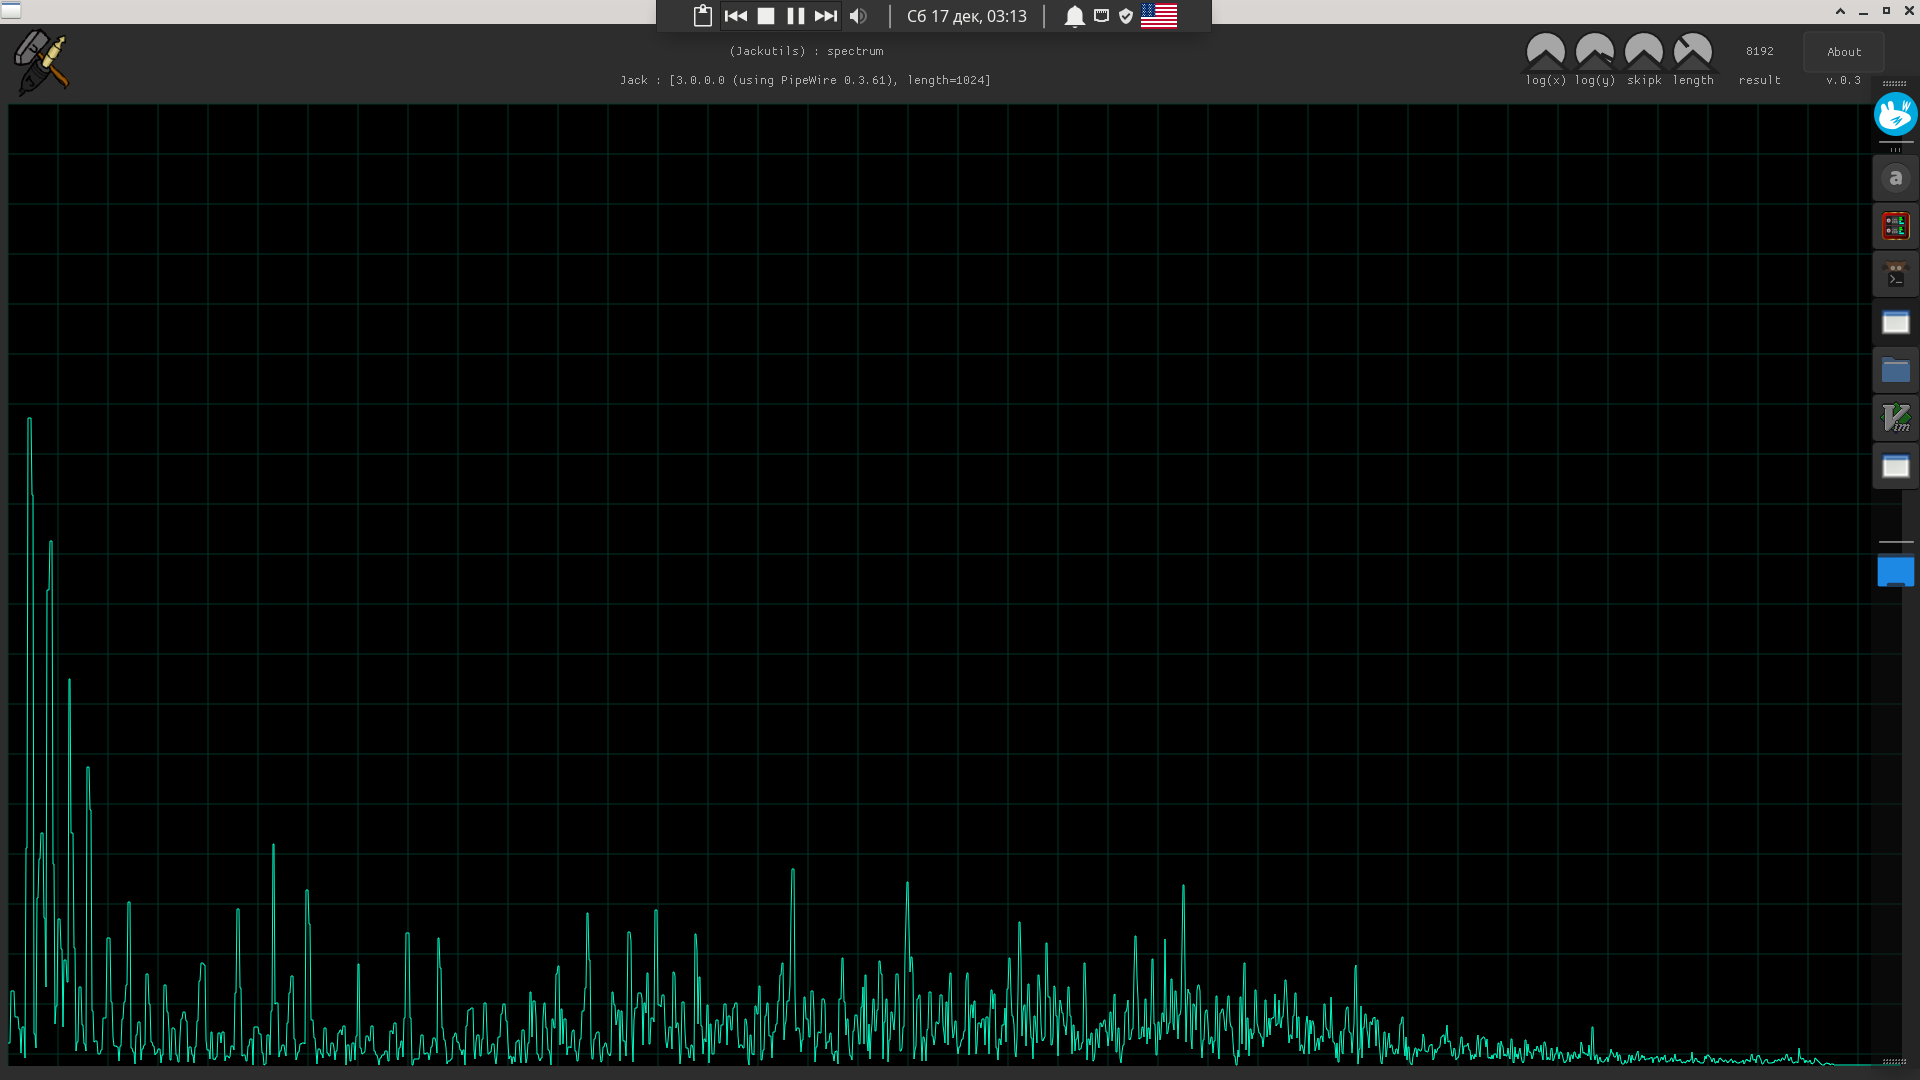 Сб 17 дек, 03:13
(Jackutils) : spectrum
Jack : [3.0.0.0 (using PipeWire 0.3.61), length=1024]
log(x) log(y) skipk length
8192
result
About
v.0.3
W
a
>_
Vim